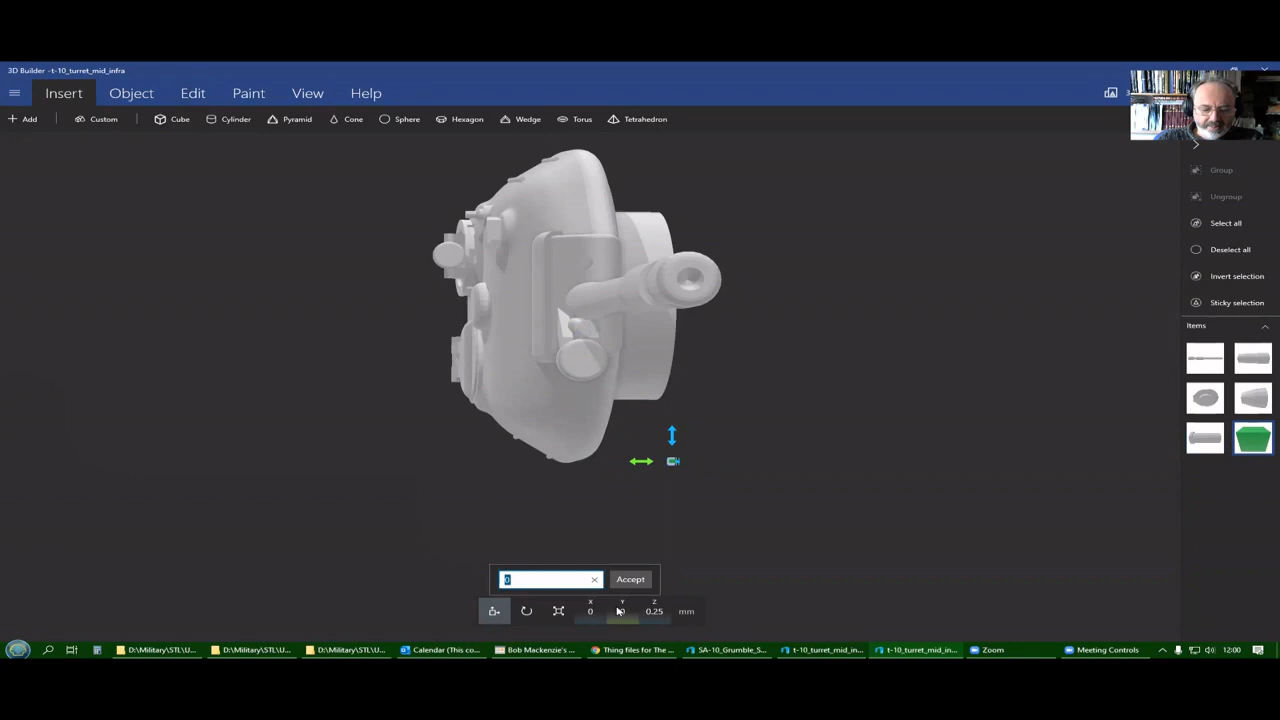 3D Builder - t-10_turret_mid_infra
Insert Object Edit Paint View Help
Add Custom Cube Cylinder Pyramid Cone Sphere Hexagon Wedge Torus Tetrahedron
Group
Ungroup
Select all
Deselect all
Invert selection
Sticky selection
Items
0 Accept
X Y Z
0 0.25 mm
D:\Military\STL\U... D:\Military\STL\U... D:\Military\STL\U... Calendar (This co... Bob Mackenzie's ... Thing files for The ... SA-10_Grumble_S... t-10_turret_mid_in... t-10_turret_mid_in... Zoom Meeting Controls 12:00